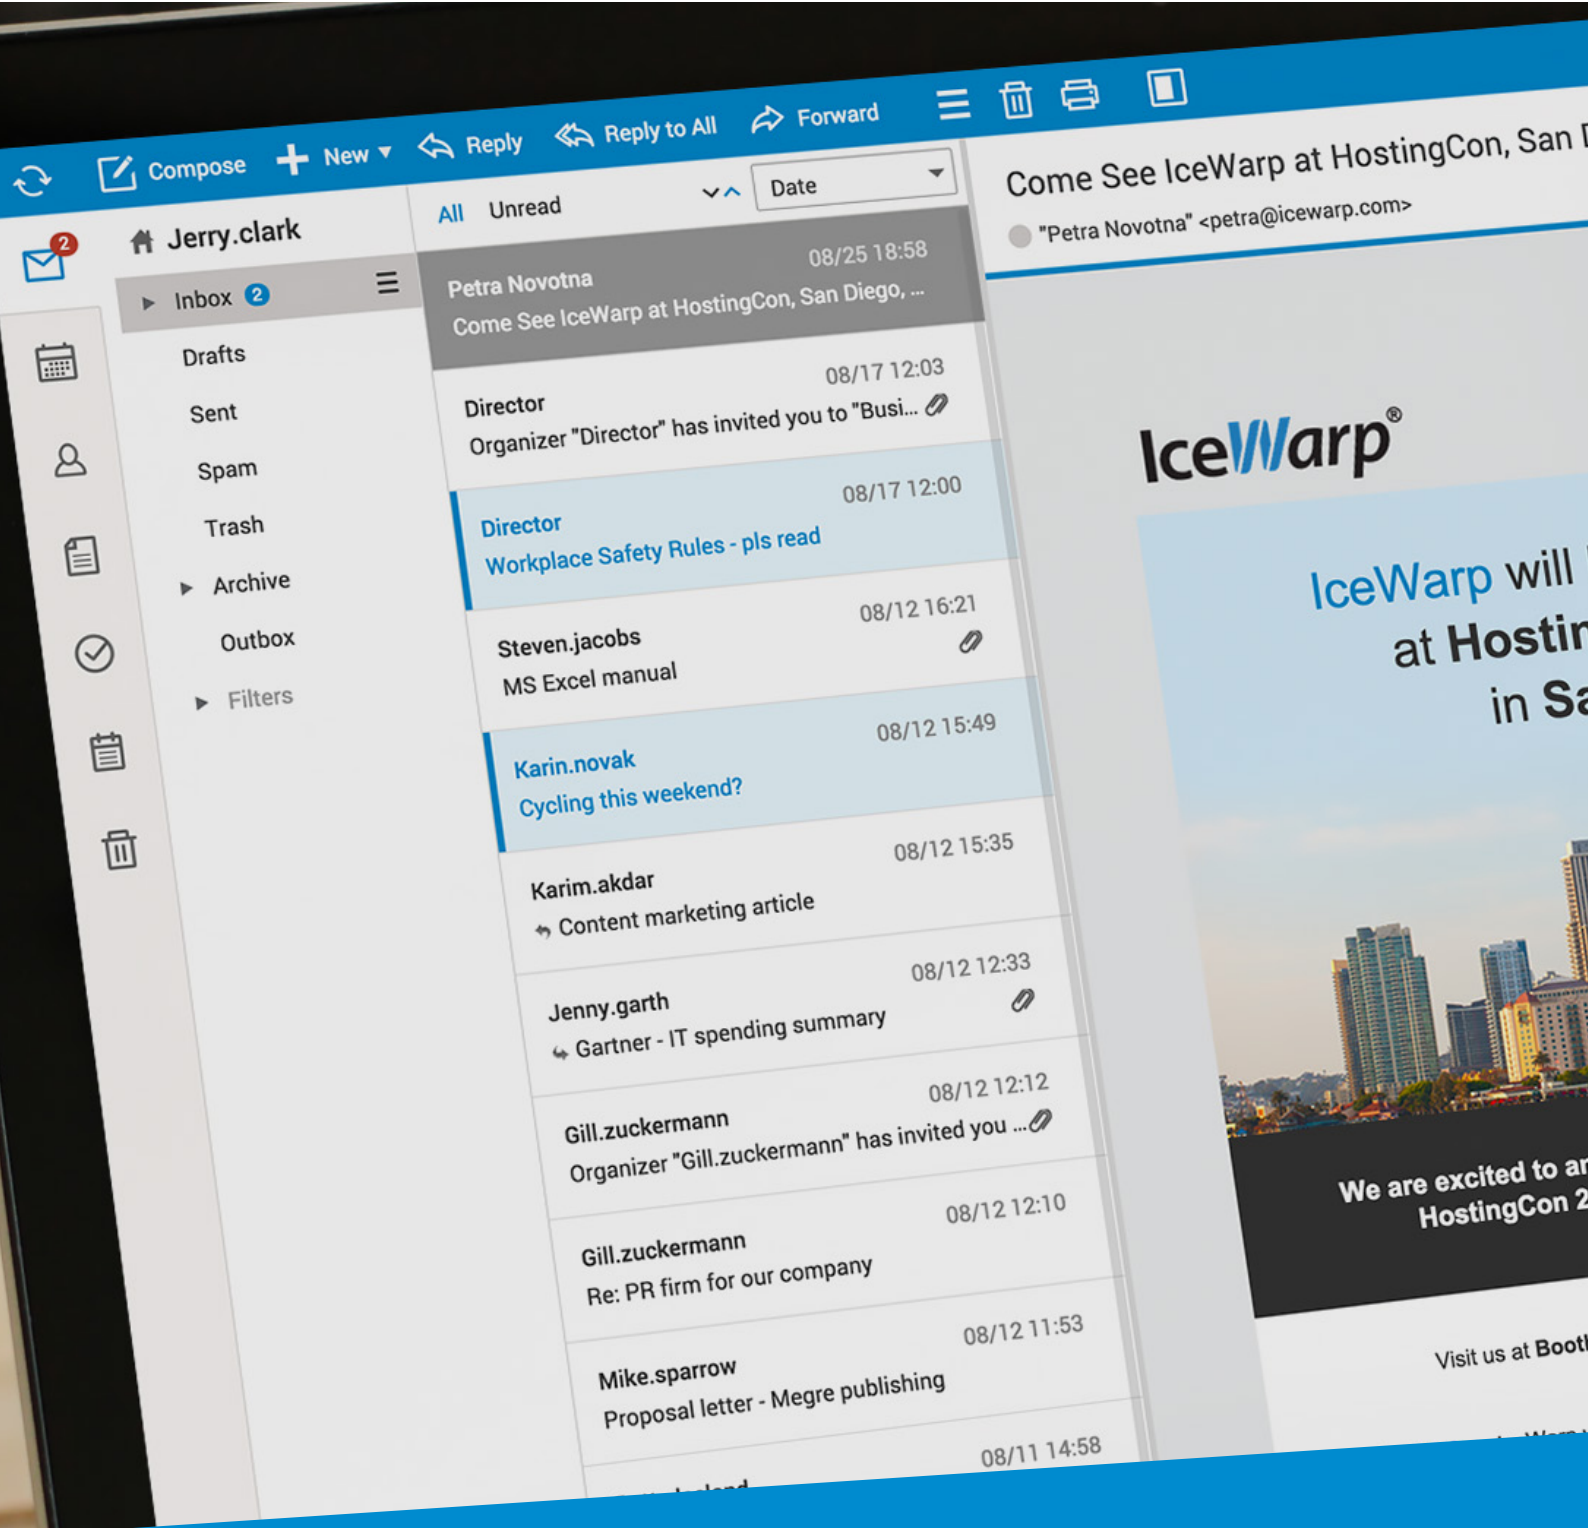 Compose
New
Reply
Reply to All
Forward
2
Jerry.clark
Inbox 2
Drafts
Sent
Spam
Trash
Archive
Outbox
Filters
All Unread
Date
Petra Novotna 08/25 18:58
Come See IceWarp at HostingCon, San Diego, ...
Director 08/17 12:03
Organizer "Director" has invited you to "Busi...
Director 08/17 12:00
Workplace Safety Rules - pls read
Steven.jacobs 08/12 16:21
MS Excel manual
Karin.novak 08/12 15:49
Cycling this weekend?
Karim.akdar 08/12 15:35
Content marketing article
Jenny.garth 08/12 12:33
Gartner - IT spending summary
Gill.zuckermann 08/12 12:12
Organizer "Gill.zuckermann" has invited you ...
Gill.zuckermann 08/12 12:10
Re: PR firm for our company
Mike.sparrow 08/12 11:53
Proposal letter - Megre publishing
08/11 14:58
Come See IceWarp at HostingCon, San
"Petra Novotna" <petra@icewarp.com>
IceWarp®
IceWarp will
at Hostin
in Sa
We are excited to an
HostingCon 2
Visit us at Booth